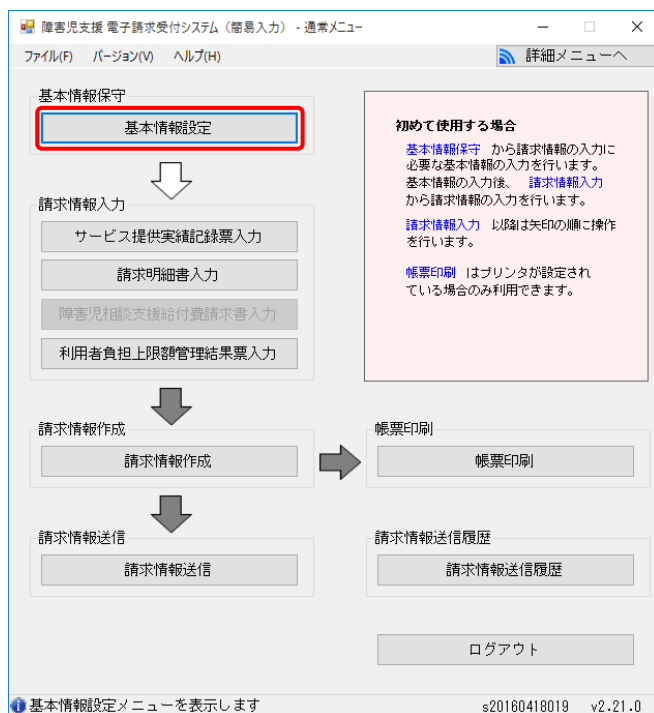 障害児支援 電子請求受付システム（簡易入力） - 通常メニュー
ファイル(F) バージョン(V) ヘルプ(H)
詳細メニューへ
基本情報保守
基本情報設定
初めて使用する場合
基本情報保守 から請求情報の入力に
必要な基本情報の入力を行います。
基本情報の入力後、 請求情報入力
から請求情報の入力を行います。
請求情報入力 以降は矢印の順に操作
を行います。
帳票印刷 はプリンタが設定され
ている場合のみ利用できます。
請求情報入力
サービス提供実績記録票入力
請求明細書入力
障害児相談支援給付費請求書入力
利用者負担上限額管理結果票入力
請求情報作成
請求情報作成
帳票印刷
帳票印刷
請求情報送信
請求情報送信
請求情報送信履歴
請求情報送信履歴
ログアウト
基本情報設定メニューを表示します
s20160418019 v2.21.0